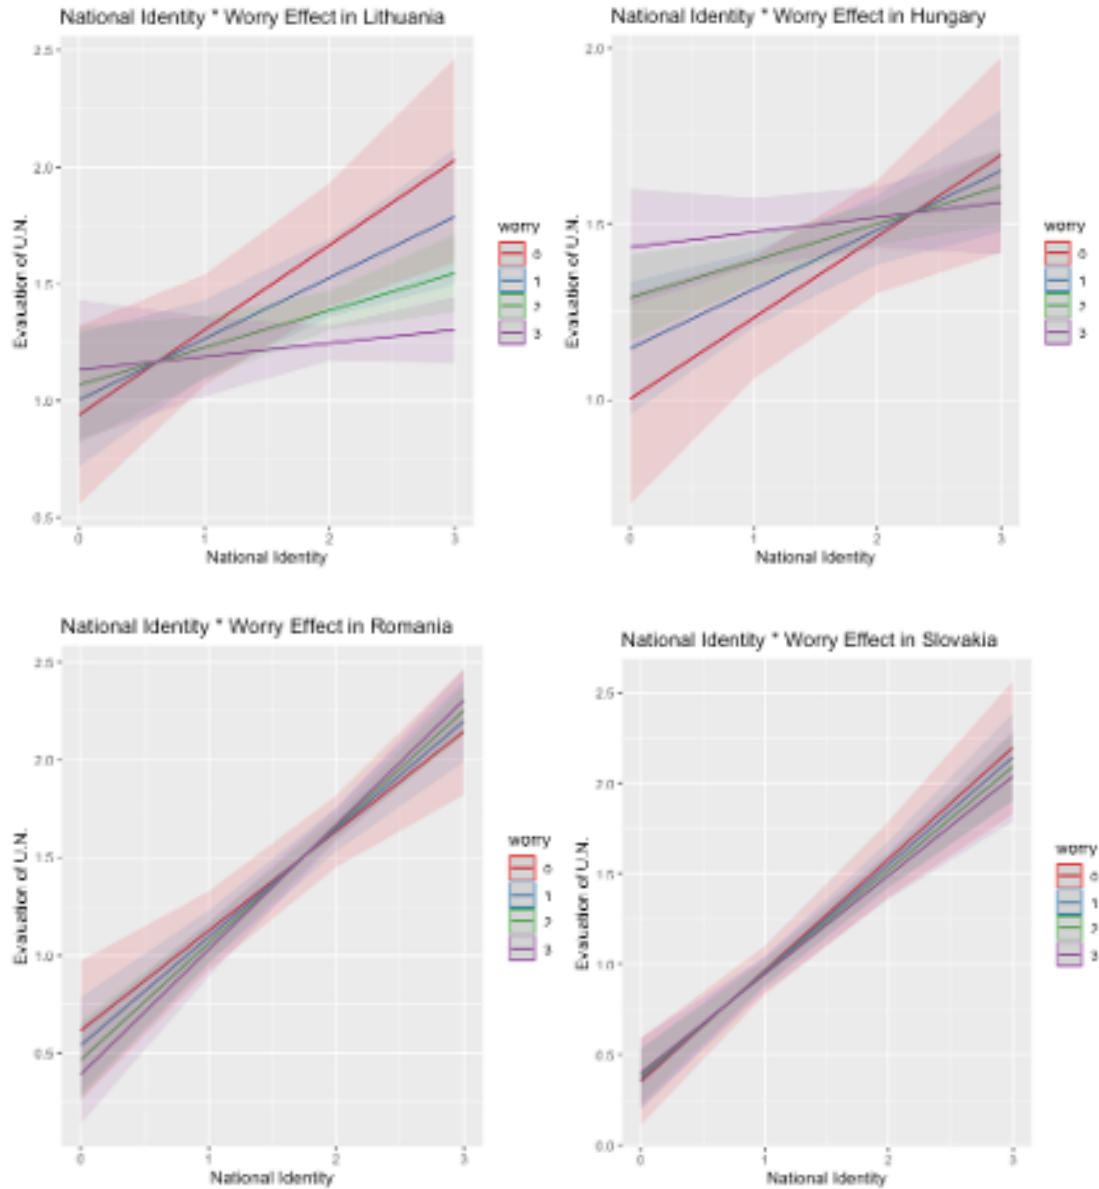 National Identity * Worry Effect in Lithuania
2.5
2.0
1.5
1.0
0.5
Evaluation of U.N.
0 1 2 3
National Identity
worry
0
1
2
3
National Identity * Worry Effect in Hungary
2.0
1.5
1.0
Evaluation of U.N.
0 1 2 3
National Identity
worry
0
1
2
3
National Identity * Worry Effect in Romania
2.5
2.0
1.5
1.0
0.5
Evaluation of U.N.
0 1 2 3
National Identity
worry
0
1
2
3
National Identity * Worry Effect in Slovakia
2.5
2.0
1.5
1.0
0.5
0.0
Evaluation of U.N.
0 1 2 3
National Identity
worry
0
1
2
3